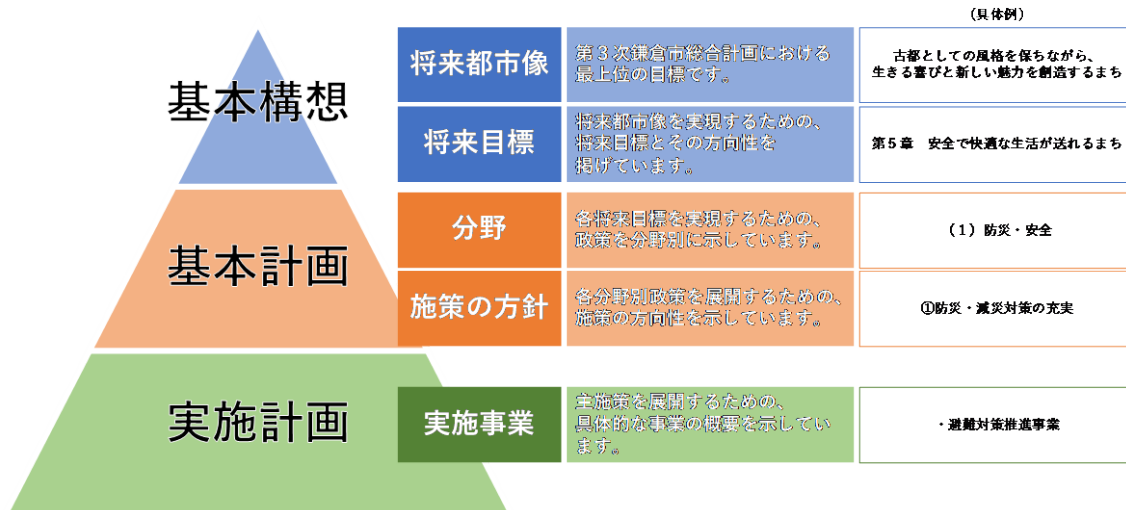 （具体例）
基本構想
将来都市像
第３次鎌倉市総合計画における
最上位の目標です。
古都としての風格を保ちながら、
生きる喜びと新しい魅力を創造するまち
将来目標
将来都市像を実現するための、
将来目標とその方向性を
掲げています。
第５章　安全で快適な生活が送れるまち
基本計画
分野
各将来目標を実現するための、
政策を分野別に示しています。
（１）防災・安全
施策の方針
各分野別政策を展開するための、
施策の方向性を示しています。
①防災・減災対策の充実
実施計画
実施事業
主施策を展開するための、
具体的な事業の概要を示してい
ます。
・避難対策推進事業